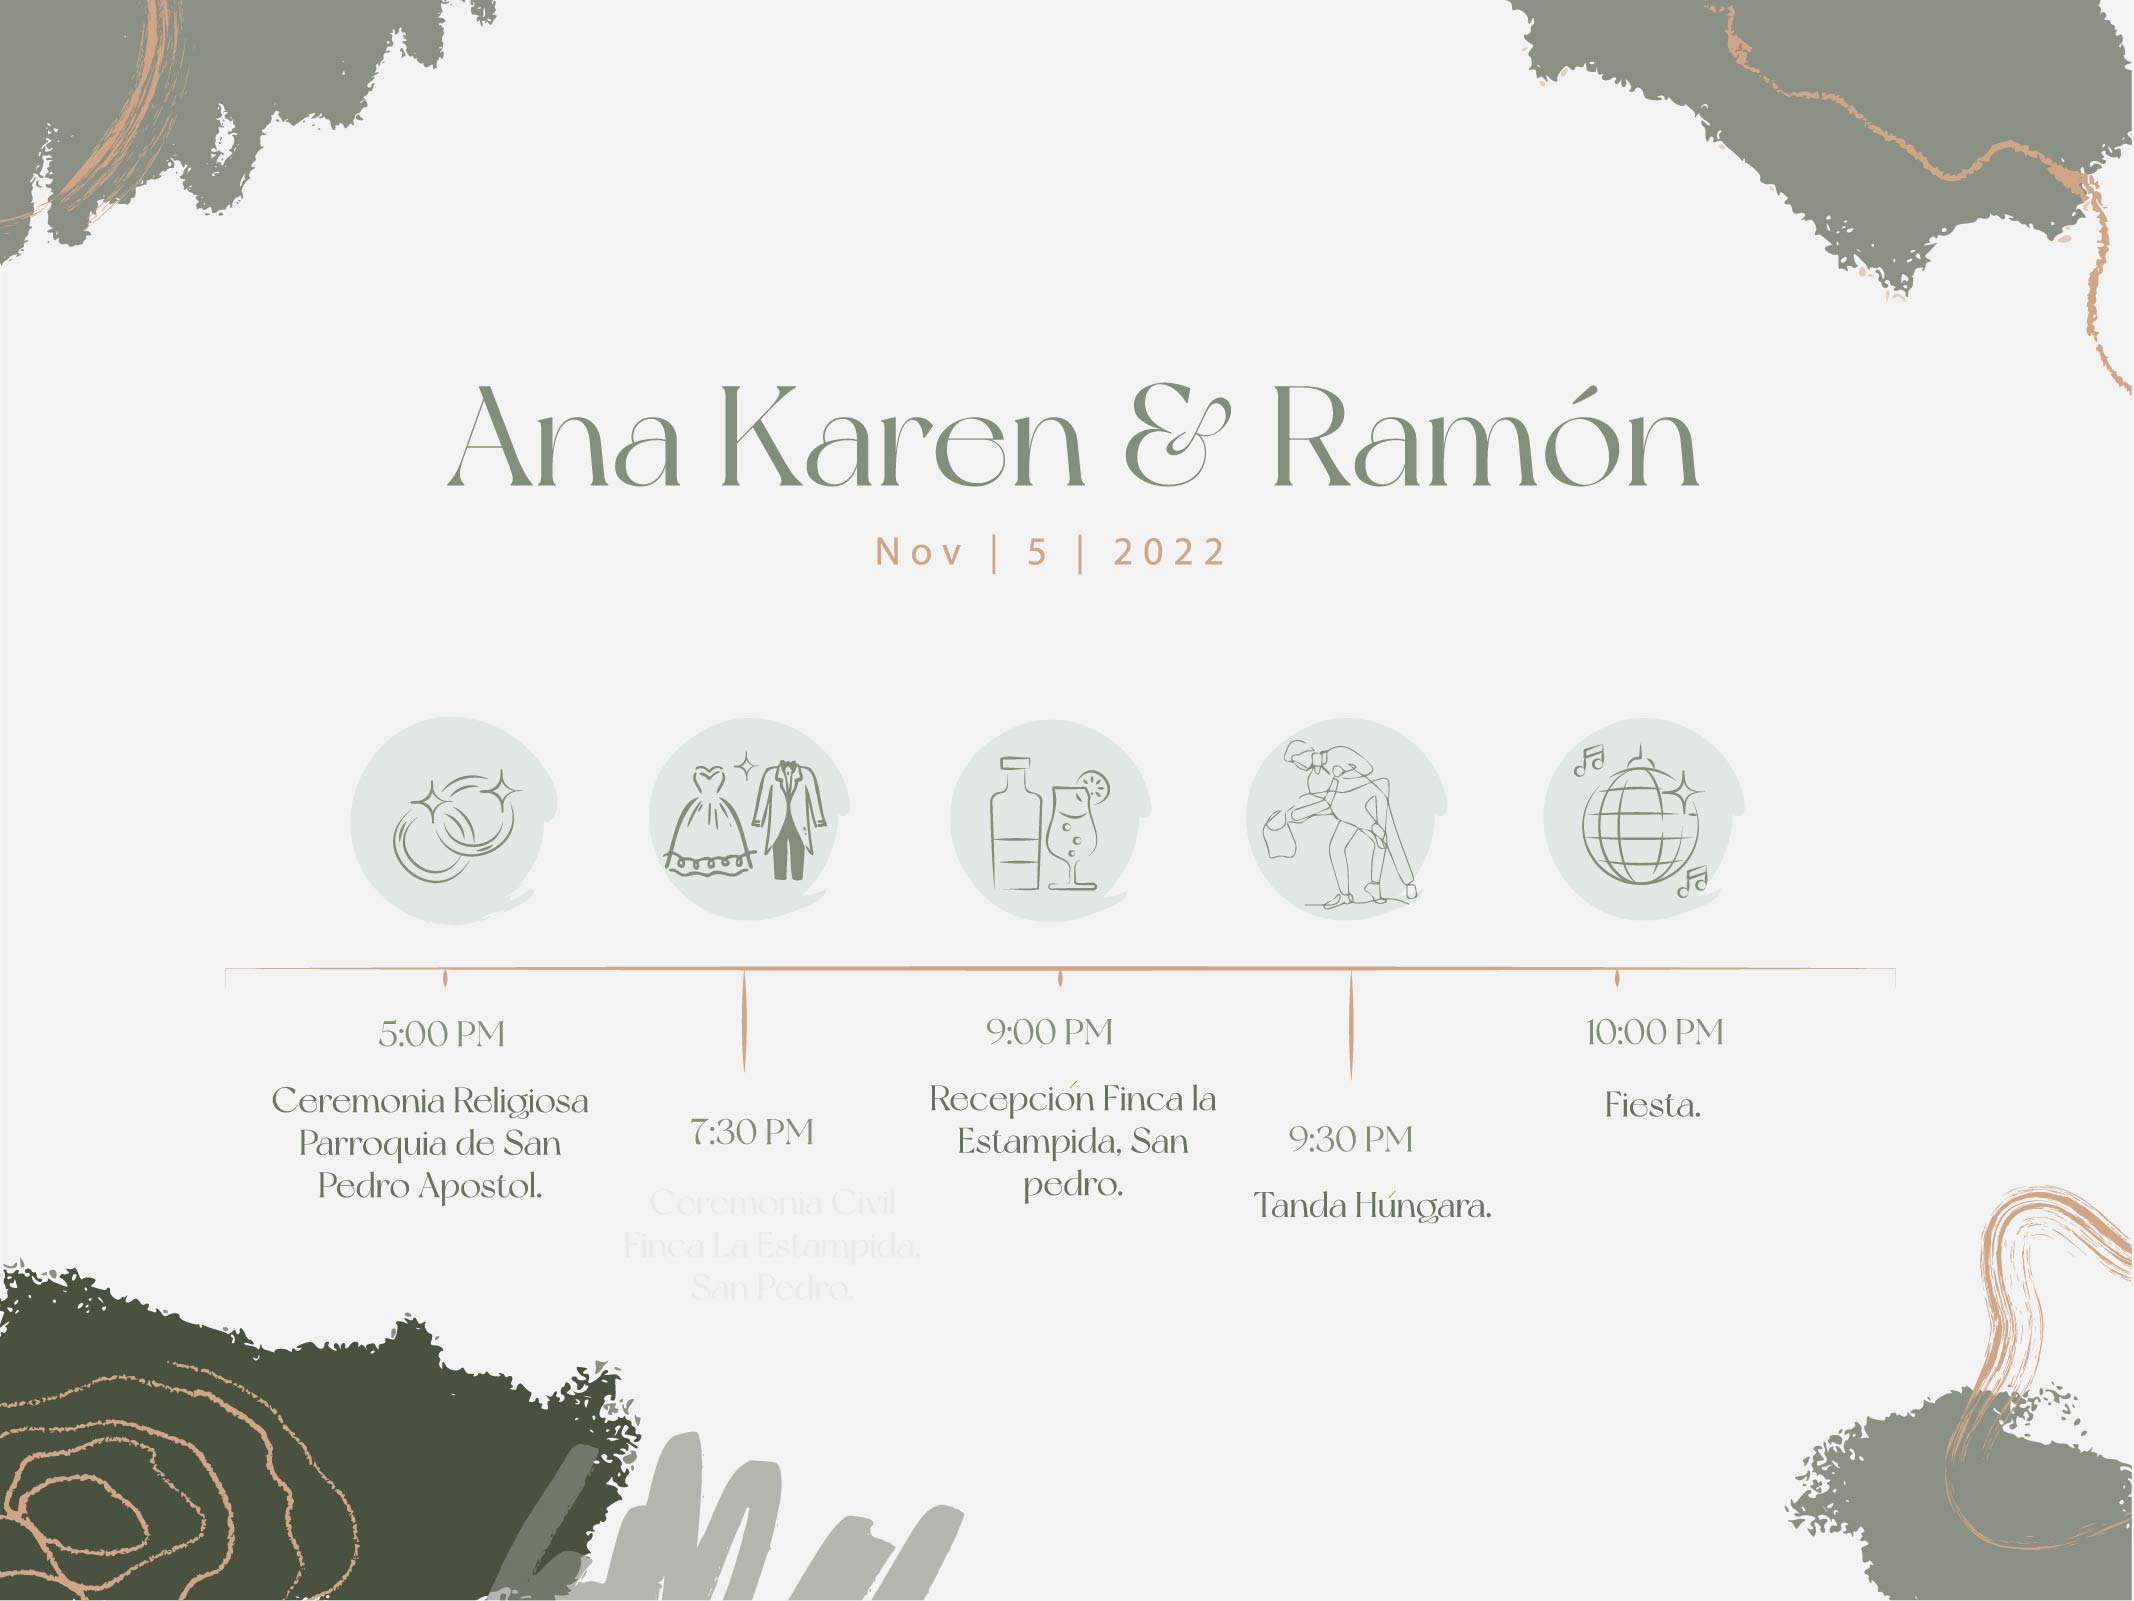 Ana Karen & Ramón
Nov | 5 | 2022
5:00 PM
Ceremonia Religiosa
Parroquia de San
Pedro Apostol.
7:30 PM
Ceremonia Civil
Finca La Estampida,
San Pedro.
9:00 PM
Recepción Finca la
Estampida, San
pedro.
9:30 PM
Tanda Húngara.
10:00 PM
Fiesta.